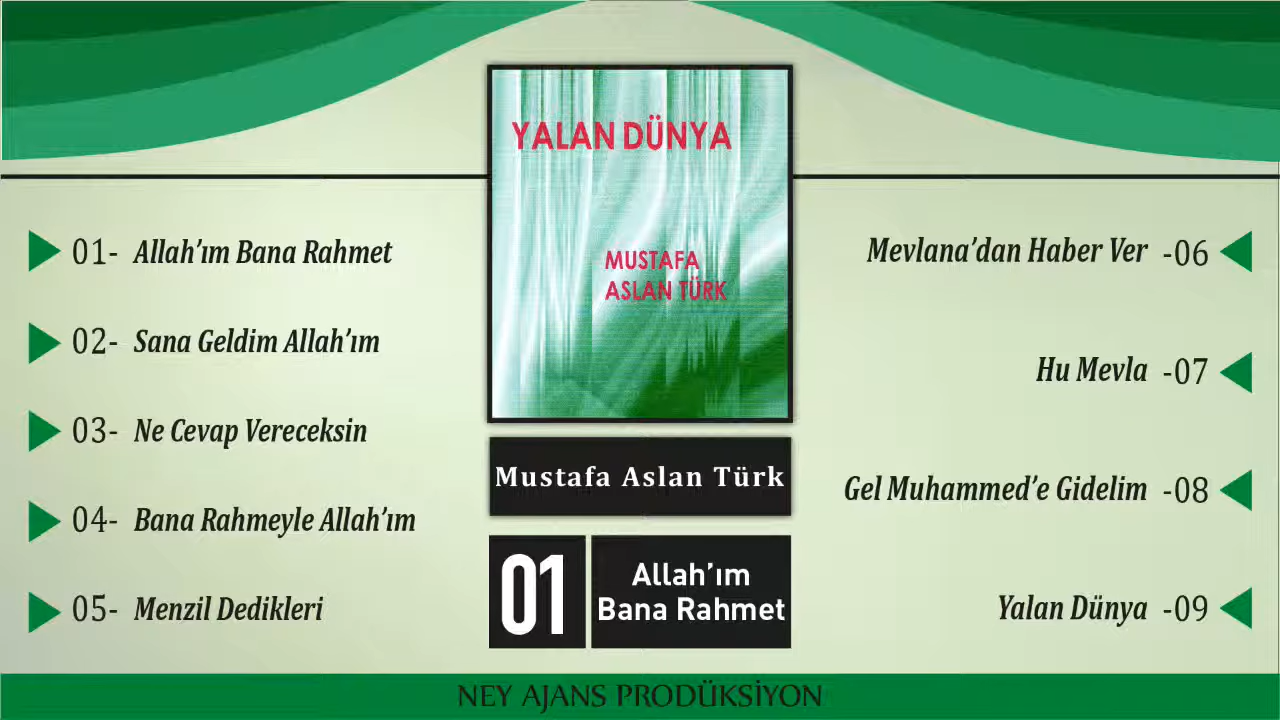 YALAN DÜNYA
MUSTAFA
ASLAN TÜRK
01- Allah’ım Bana Rahmet
02- Sana Geldim Allah’ım
03- Ne Cevap Vereceksin
04- Bana Rahmeyle Allah’ım
05- Menzil Dedikleri
Mevlana’dan Haber Ver -06
Hu Mevla -07
Gel Muhammed’e Gidelim -08
Yalan Dünya -09
Mustafa Aslan Türk
01
Allah’ım
Bana Rahmet
NEY AJANS PRODÜKSİYON